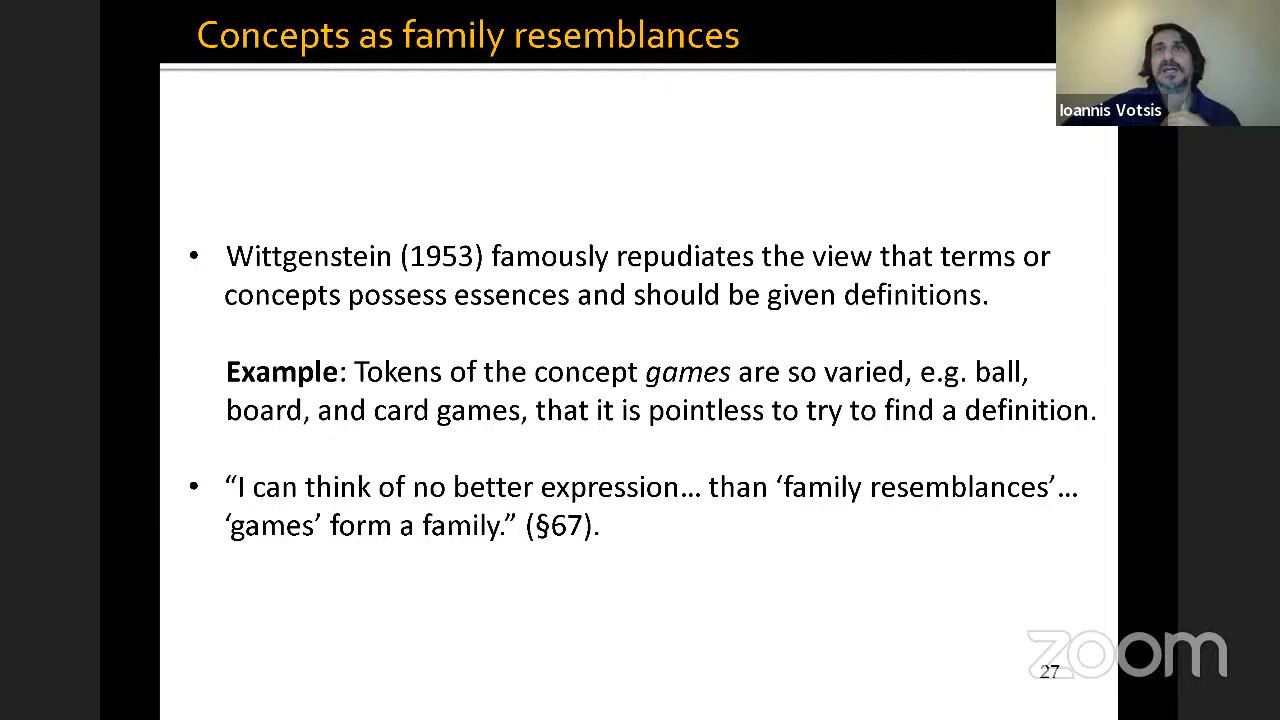 Concepts as family resemblances
Ioannis Votsis
• Wittgenstein (1953) famously repudiates the view that terms or
concepts possess essences and should be given definitions.
Example: Tokens of the concept games are so varied, e.g. ball,
board, and card games, that it is pointless to try to find a definition.
• “I can think of no better expression… than ‘family resemblances’…
‘games’ form a family.” (§67).
zoom
27